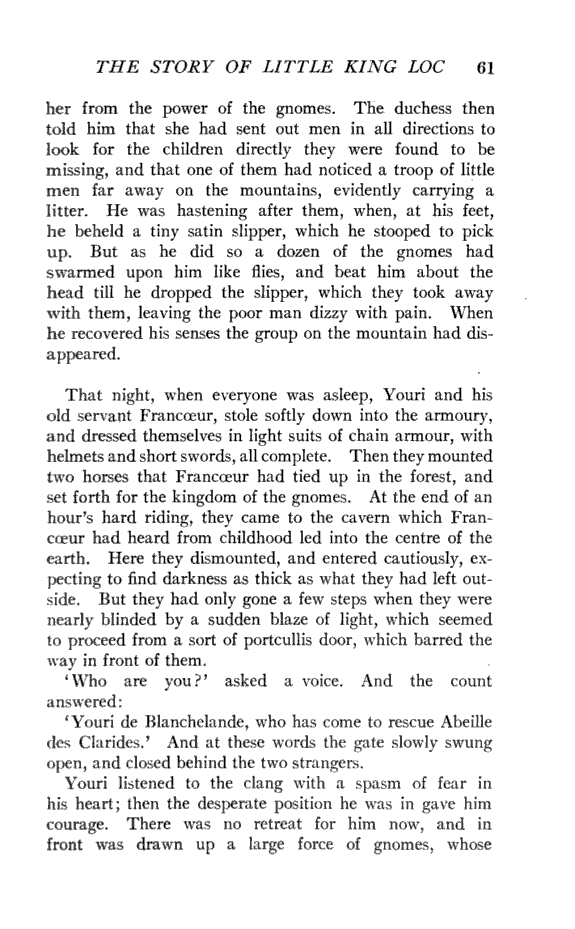 THE STORY OF LITTLE KING LOC 61
her from the power of the gnomes. The duchess then
told him that she had sent out men in all directions to
look for the children directly they were found to be
missing, and that one of them had noticed a troop of little
men far away on the mountains, evidently carrying a
litter. He was hastening after them, when, at his feet,
he beheld a tiny satin slipper, which he stooped to pick
up. But as he did so a dozen of the gnomes had
swarmed upon him like flies, and beat him about the
head till he dropped the slipper, which they took away
with them, leaving the poor man dizzy with pain. When
he recovered his senses the group on the mountain had dis-
appeared.
That night, when everyone was asleep, Youri and his
old servant Francœur, stole softly down into the armoury,
and dressed themselves in light suits of chain armour, with
helmets and short swords, all complete. Then they mounted
two horses that Francœur had tied up in the forest, and
set forth for the kingdom of the gnomes. At the end of an
hour's hard riding, they came to the cavern which Fran-
cœur had heard from childhood led into the centre of the
earth. Here they dismounted, and entered cautiously, ex-
pecting to find darkness as thick as what they had left out-
side. But they had only gone a few steps when they were
nearly blinded by a sudden blaze of light, which seemed
to proceed from a sort of portcullis door, which barred the
way in front of them.
'Who are you?' asked a voice. And the count
answered:
'Youri de Blanchelande, who has come to rescue Abeille
des Clarides.' And at these words the gate slowly swung
open, and closed behind the two strangers.
Youri listened to the clang with a spasm of fear in
his heart; then the desperate position he was in gave him
courage. There was no retreat for him now, and in
front was drawn up a large force of gnomes, whose